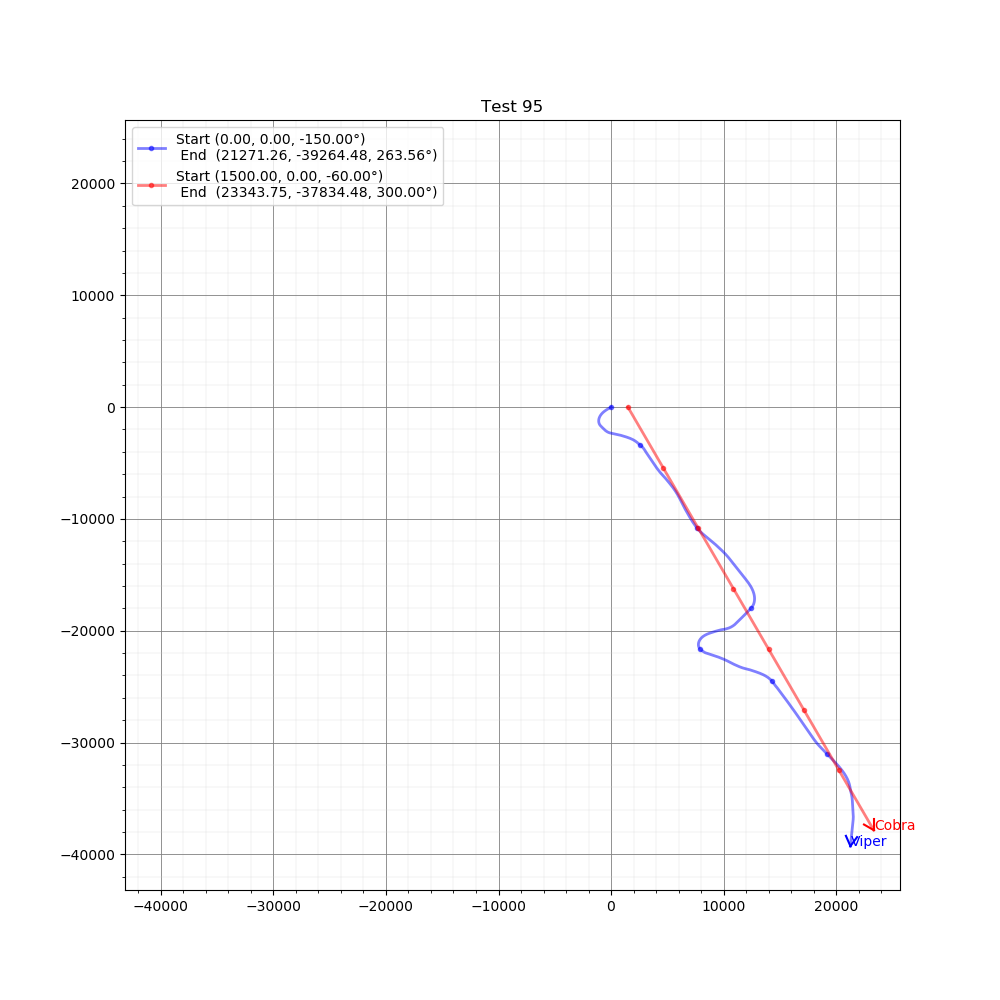 Test 95
Start (0.00, 0.00, -150.00°)
End (21271.26, -39264.48, 263.56°)
Start (1500.00, 0.00, -60.00°)
End (23343.75, -37834.48, 300.00°)
20000
10000
0
−10000
−20000
−30000
−40000
Cobra
Viper
−40000 −30000 −20000 −10000 0 10000 20000